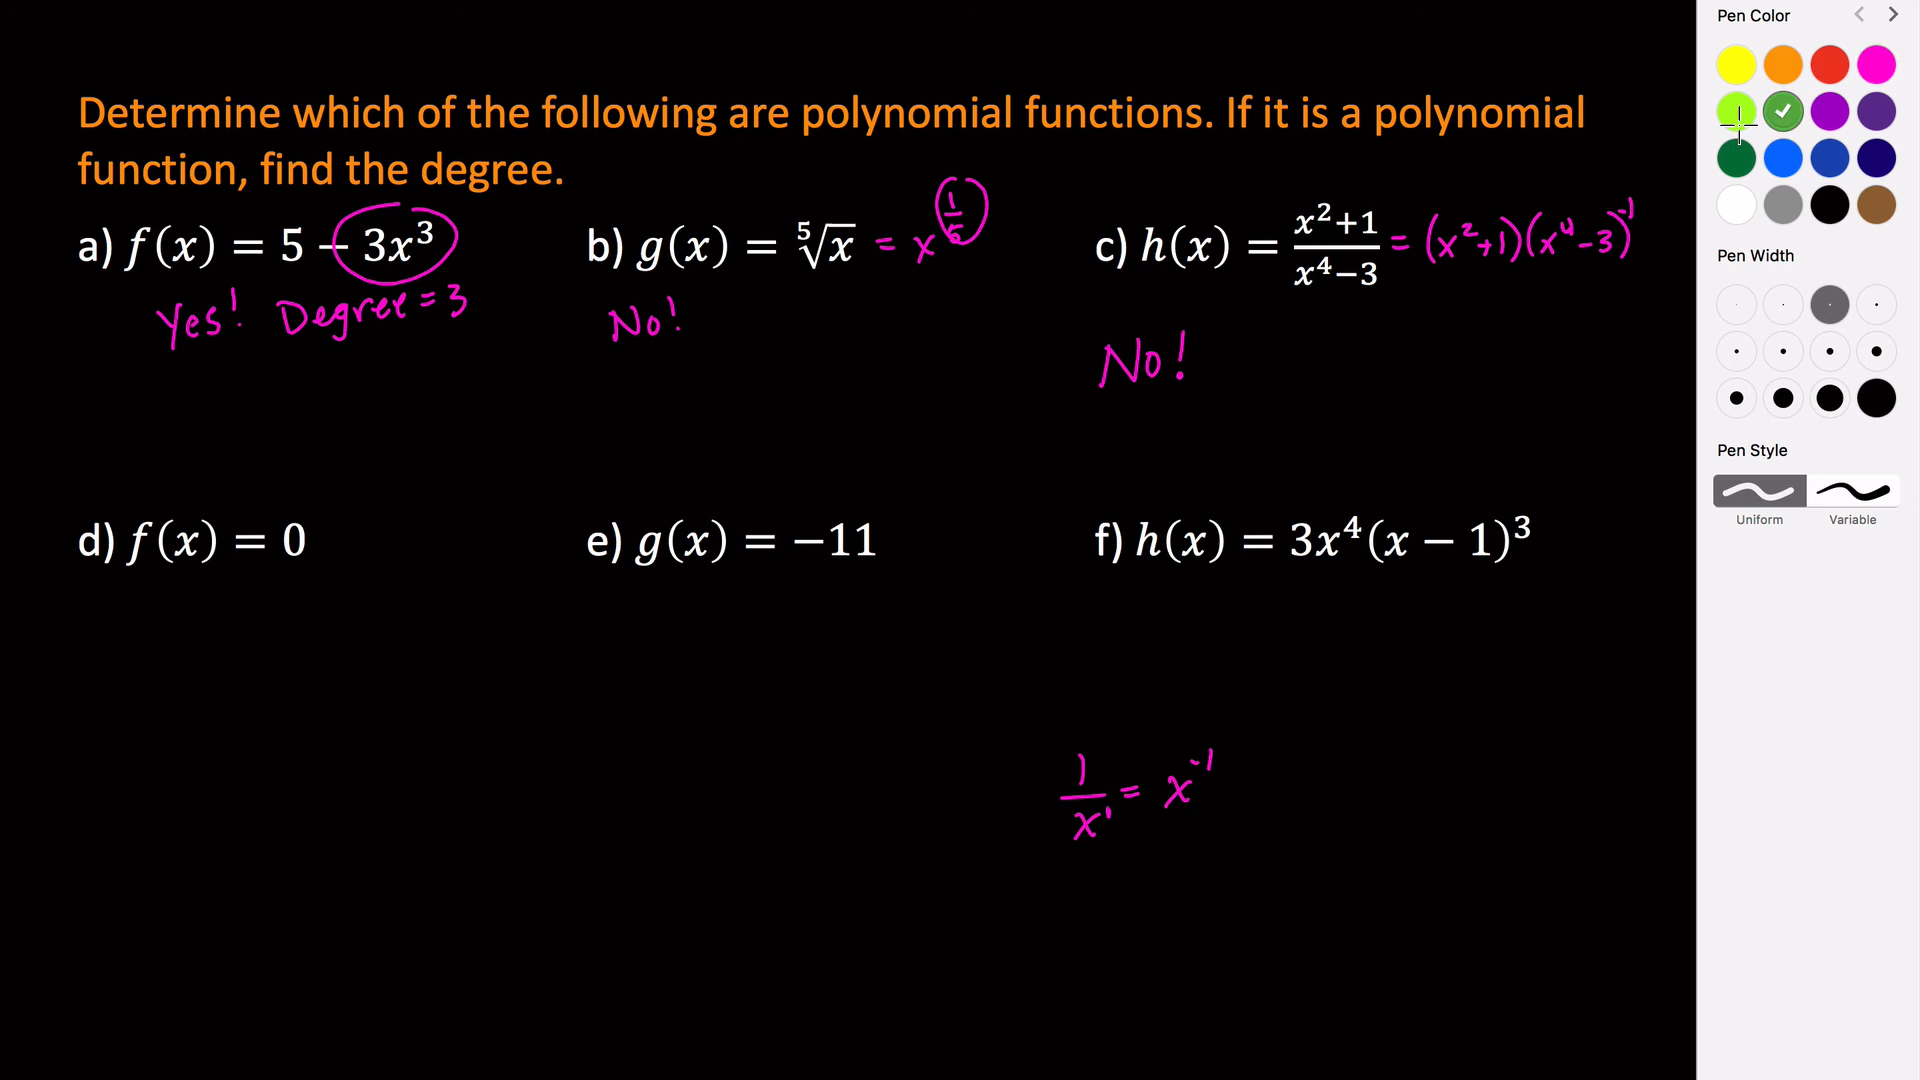 Determine which of the following are polynomial functions. If it is a polynomial
function, find the degree.
a) f(x) = 5 − 3x³
Yes! Degree = 3
b) g(x) = ⁵√x = x^(1/5)
No!
c) h(x) = (x²+1)/(x⁴−3) = (x²+1)(x⁴−3)⁻¹
No!
d) f(x) = 0
e) g(x) = −11
f) h(x) = 3x⁴(x − 1)³
1/x¹ = x⁻¹
Pen Color
Pen Width
Pen Style
Uniform
Variable